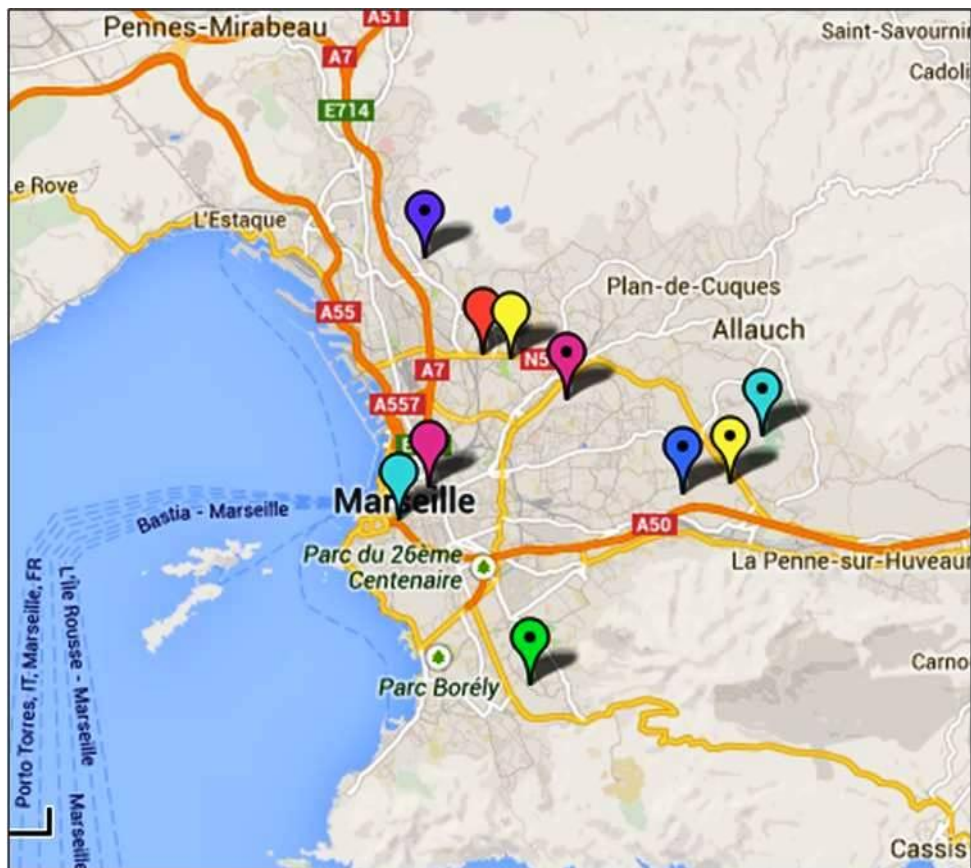 A51
Pennes-Mirabeau
A7
Saint-Savournin
Cadoli
E714
e Rove
L'Estaque
Plan-de-Cuques
A55
Allauch
N5
A7
A557
E
Marseille
Bastia - Marseille
A50
Parc du 26ème
Centenaire
La Penne-sur-Huveaun
Porto Torres, IT, Marseille, FR
L'Île Rousse - Marseille
Marseille
Parc Borély
Carno
Cassis